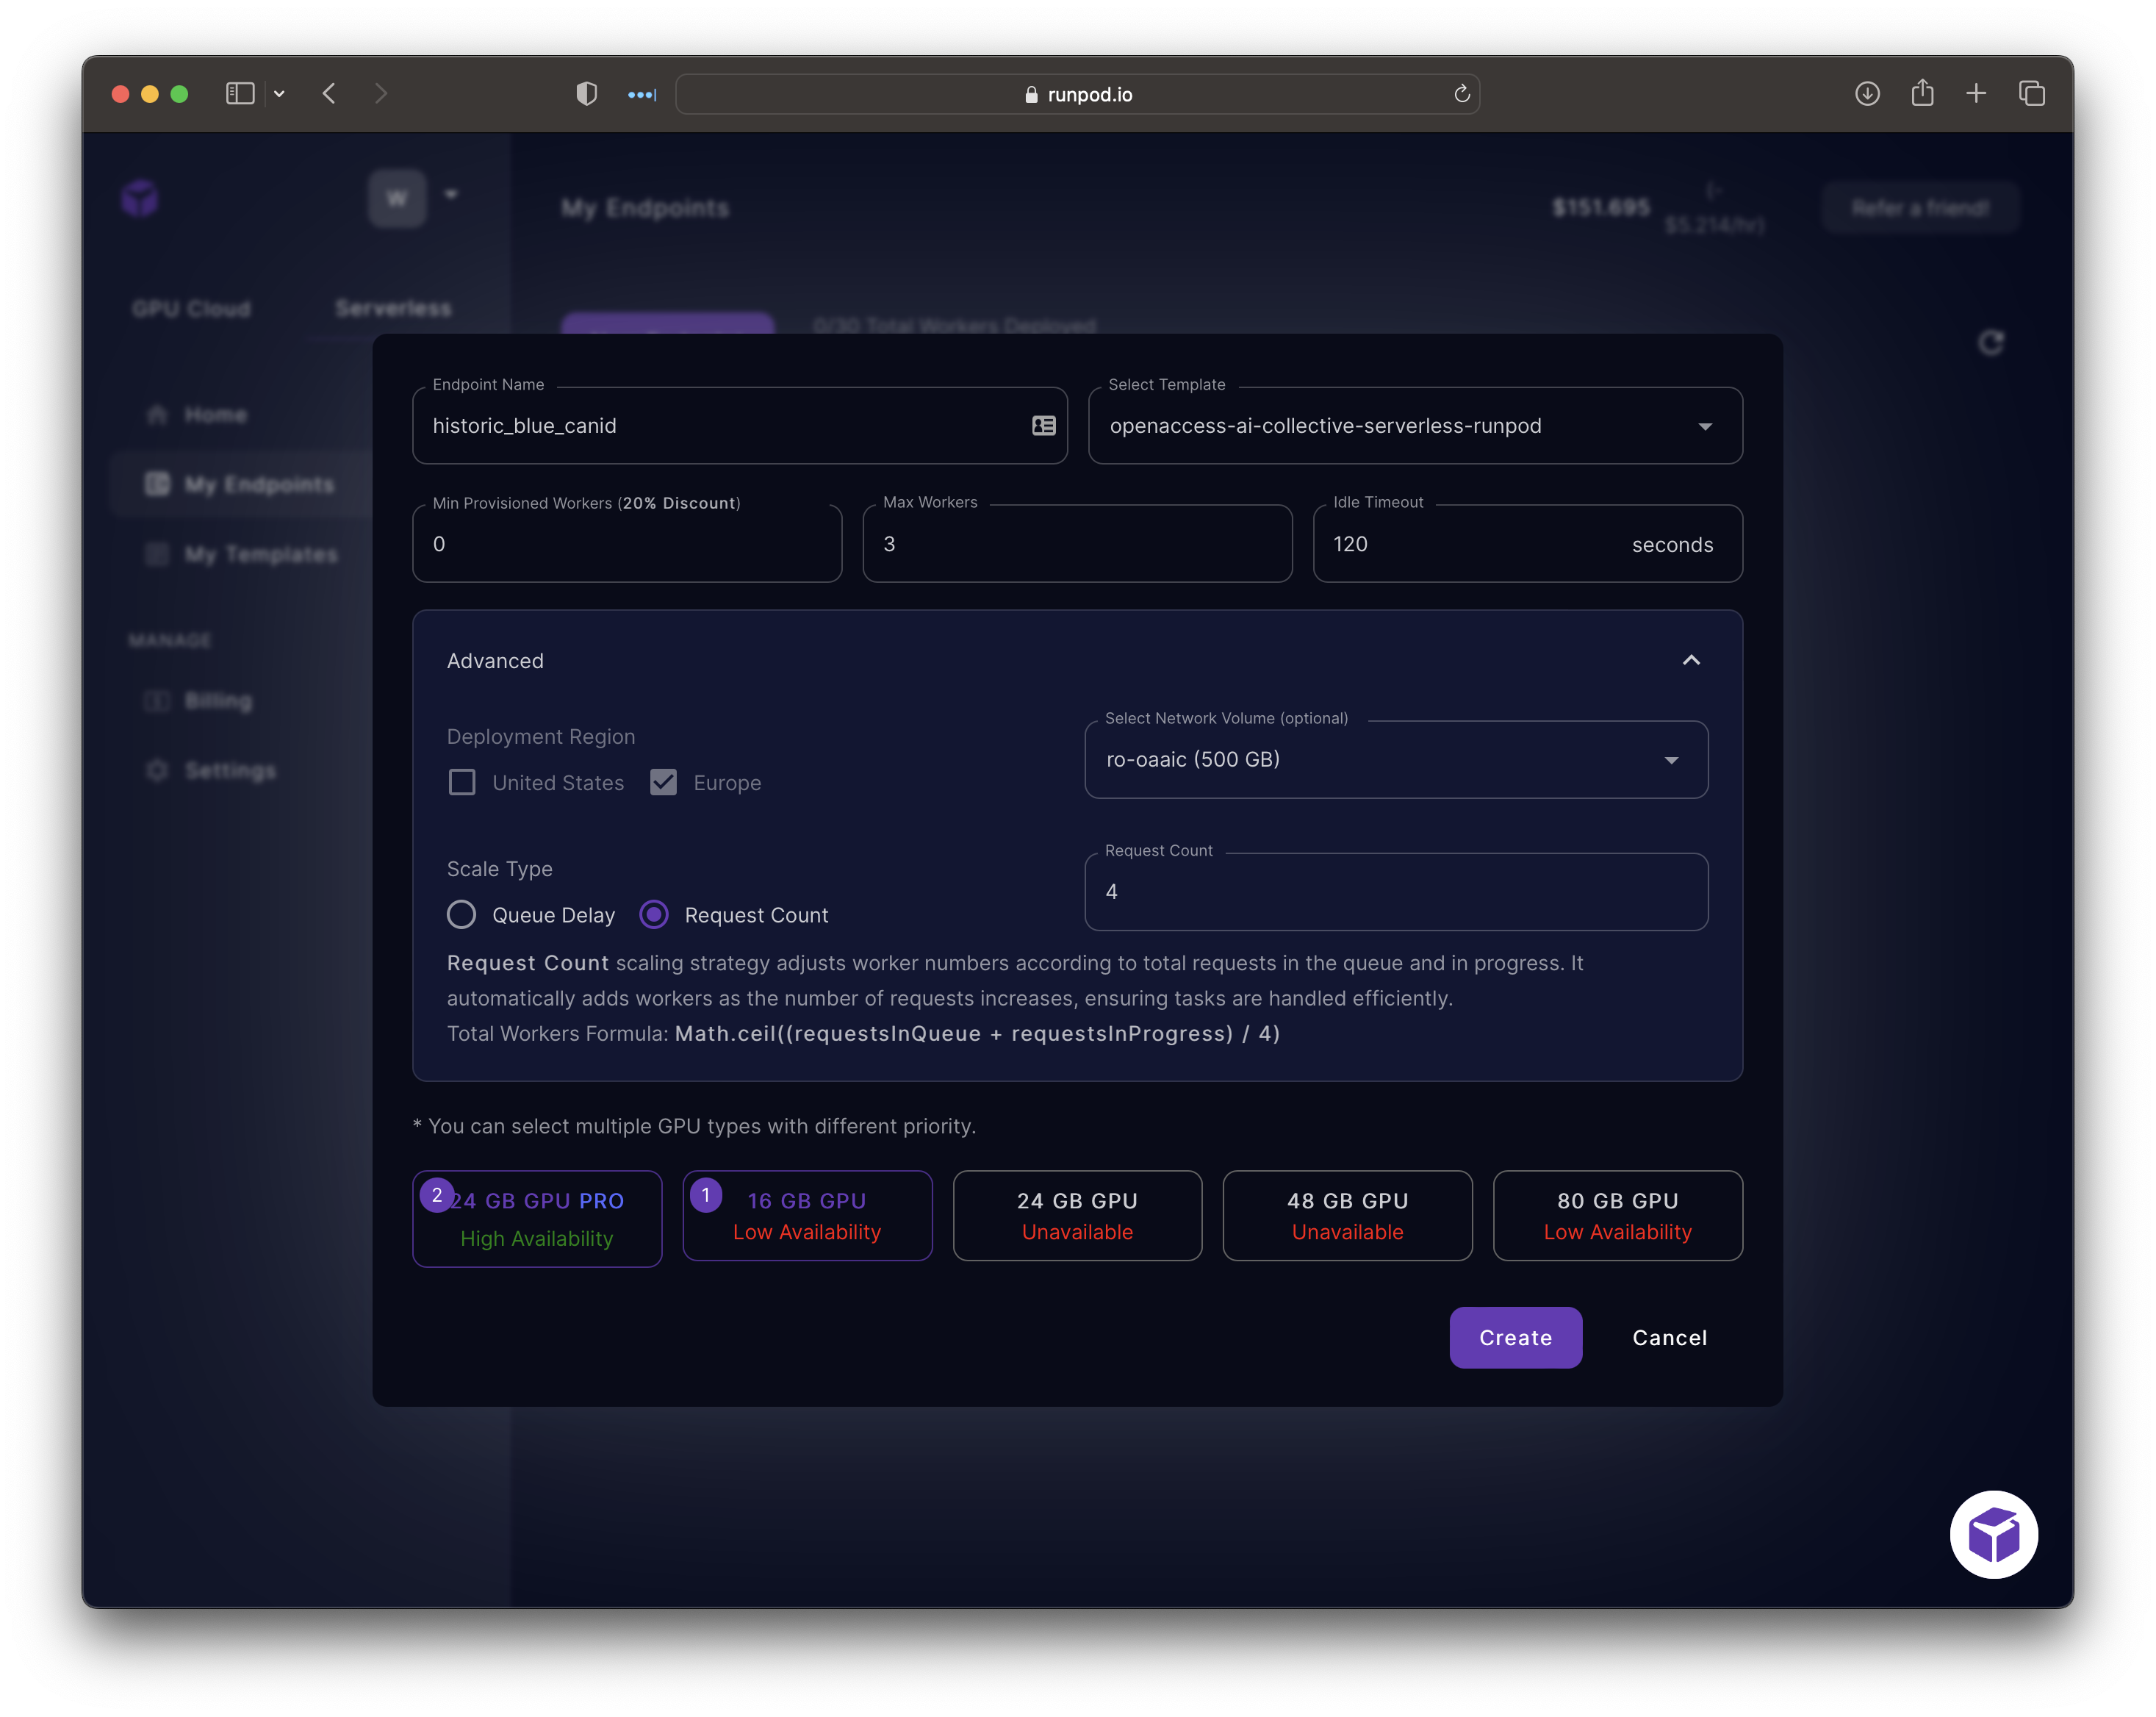 runpod.io
W
My Endpoints
$151.695
(-
$5.214/hr)
Refer a friend!
GPU Cloud
Serverless
0/30 Total Workers Deployed
Home
My Endpoints
My Templates
MANAGE
Billing
Settings
Endpoint Name
historic_blue_canid
Select Template
openaccess-ai-collective-serverless-runpod
Min Provisioned Workers (20% Discount)
0
Max Workers
3
Idle Timeout
120
seconds
Advanced
Deployment Region
United States
Europe
Select Network Volume (optional)
ro-oaaic (500 GB)
Scale Type
Queue Delay
Request Count
Request Count
4
Request Count scaling strategy adjusts worker numbers according to total requests in the queue and in progress. It
automatically adds workers as the number of requests increases, ensuring tasks are handled efficiently.
Total Workers Formula: Math.ceil((requestsInQueue + requestsInProgress) / 4)
* You can select multiple GPU types with different priority.
2
24 GB GPU PRO
High Availability
1
16 GB GPU
Low Availability
24 GB GPU
Unavailable
48 GB GPU
Unavailable
80 GB GPU
Low Availability
Create
Cancel